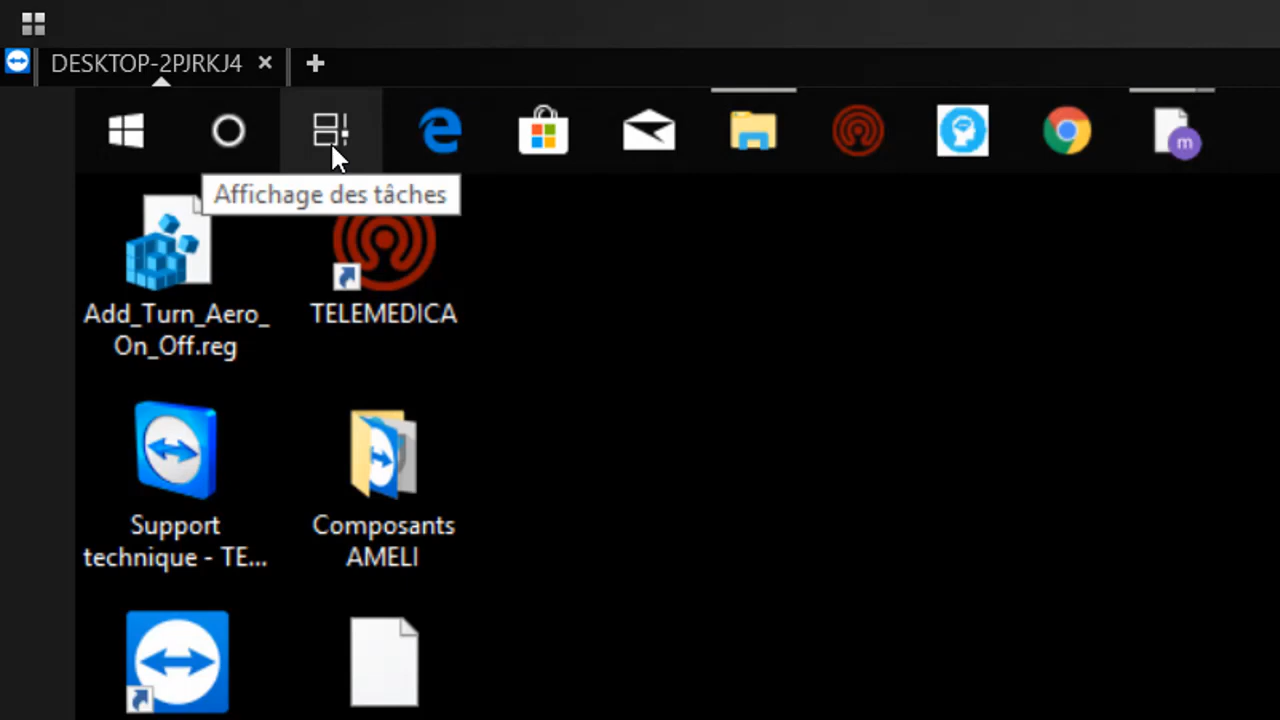 DESKTOP-2PJRKJ4
m
Affichage des tâches
Add_Turn_Aero_
On_Off.reg
TELEMEDICA
Support
technique - TE...
Composants
AMELI